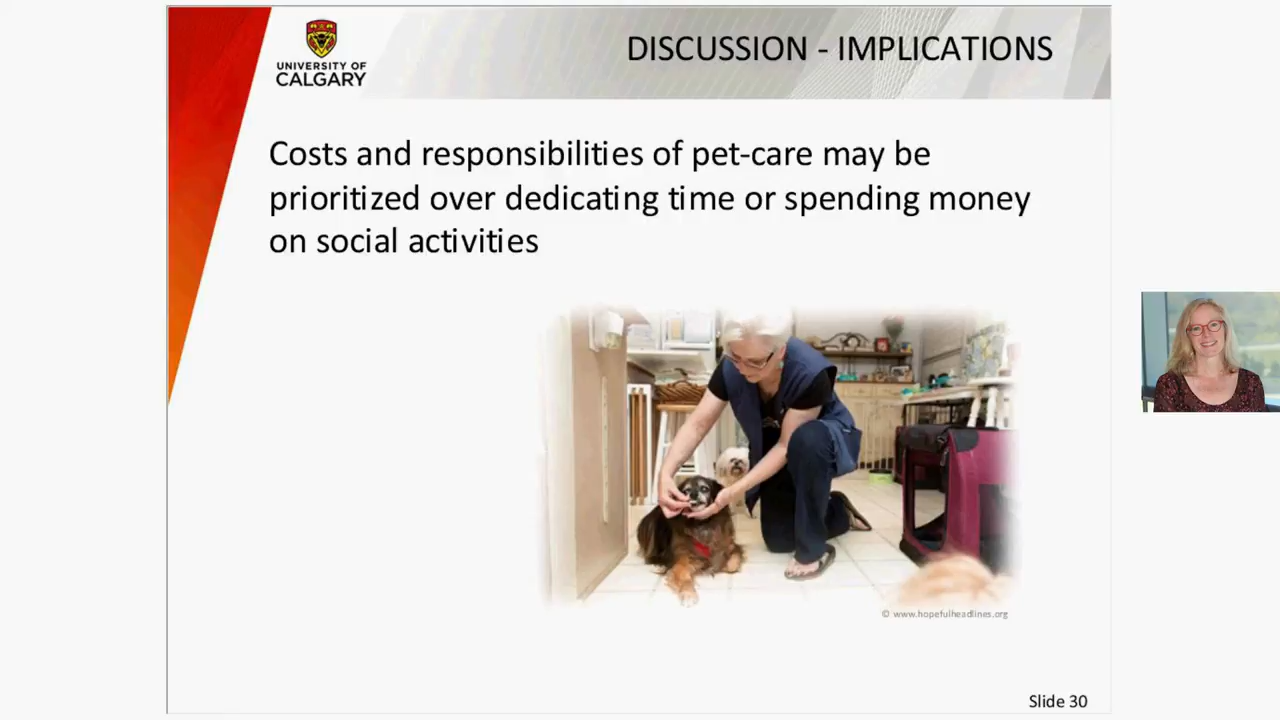 UNIVERSITY OF
CALGARY
DISCUSSION - IMPLICATIONS
Costs and responsibilities of pet-care may be
prioritized over dedicating time or spending money
on social activities
© www.hopefulheadlines.org
Slide 30